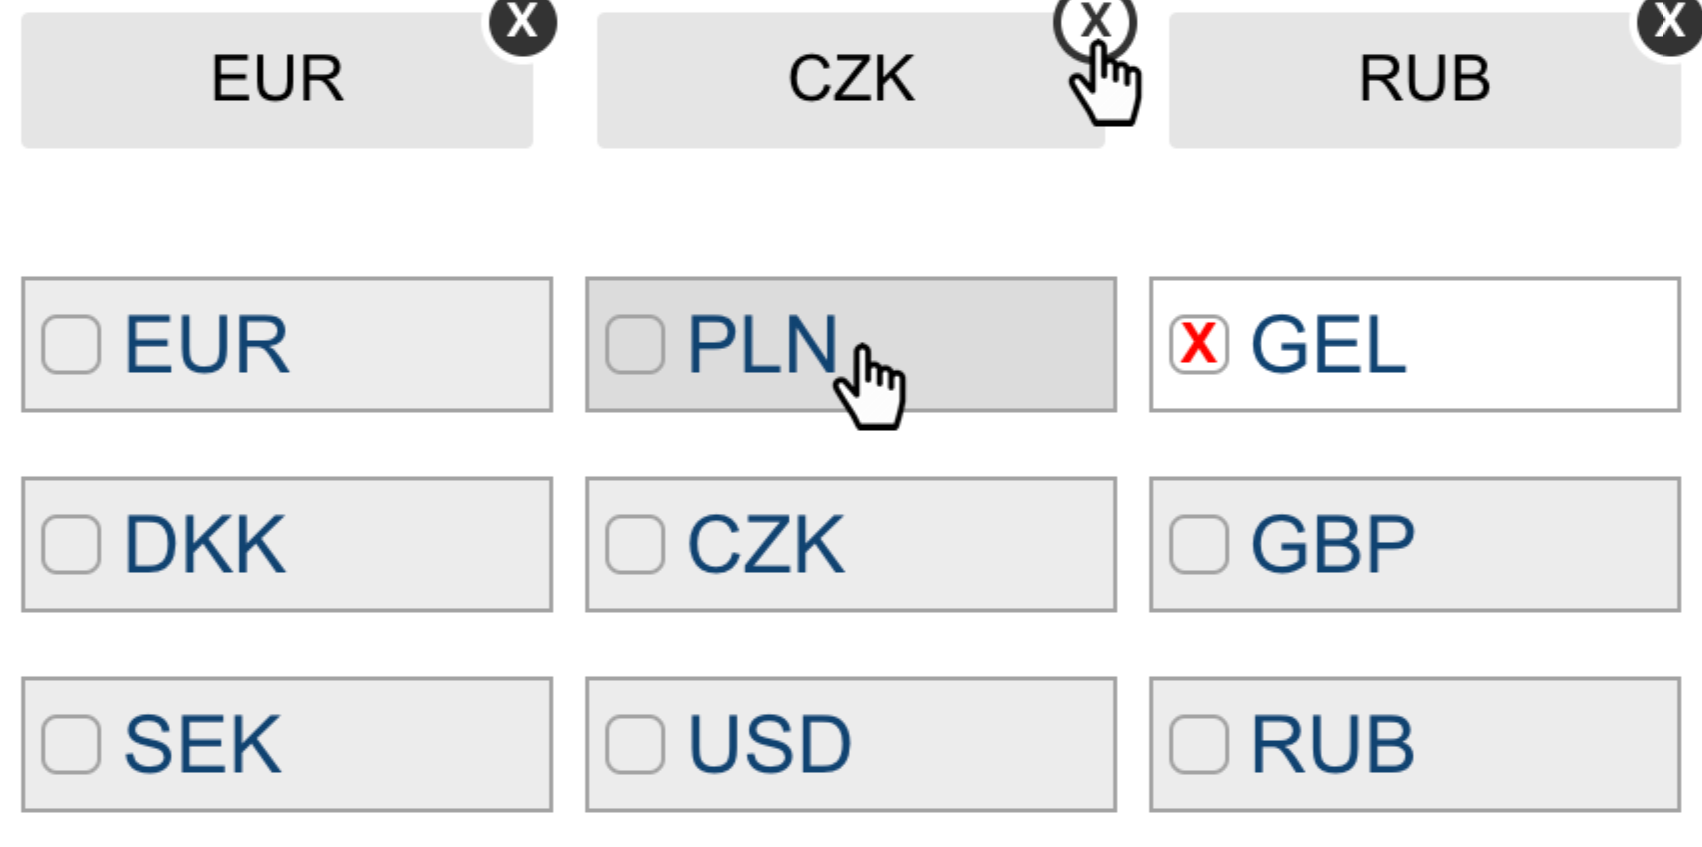 X X X
EUR CZK RUB
EUR PLN X GEL
DKK CZK GBP
SEK USD RUB